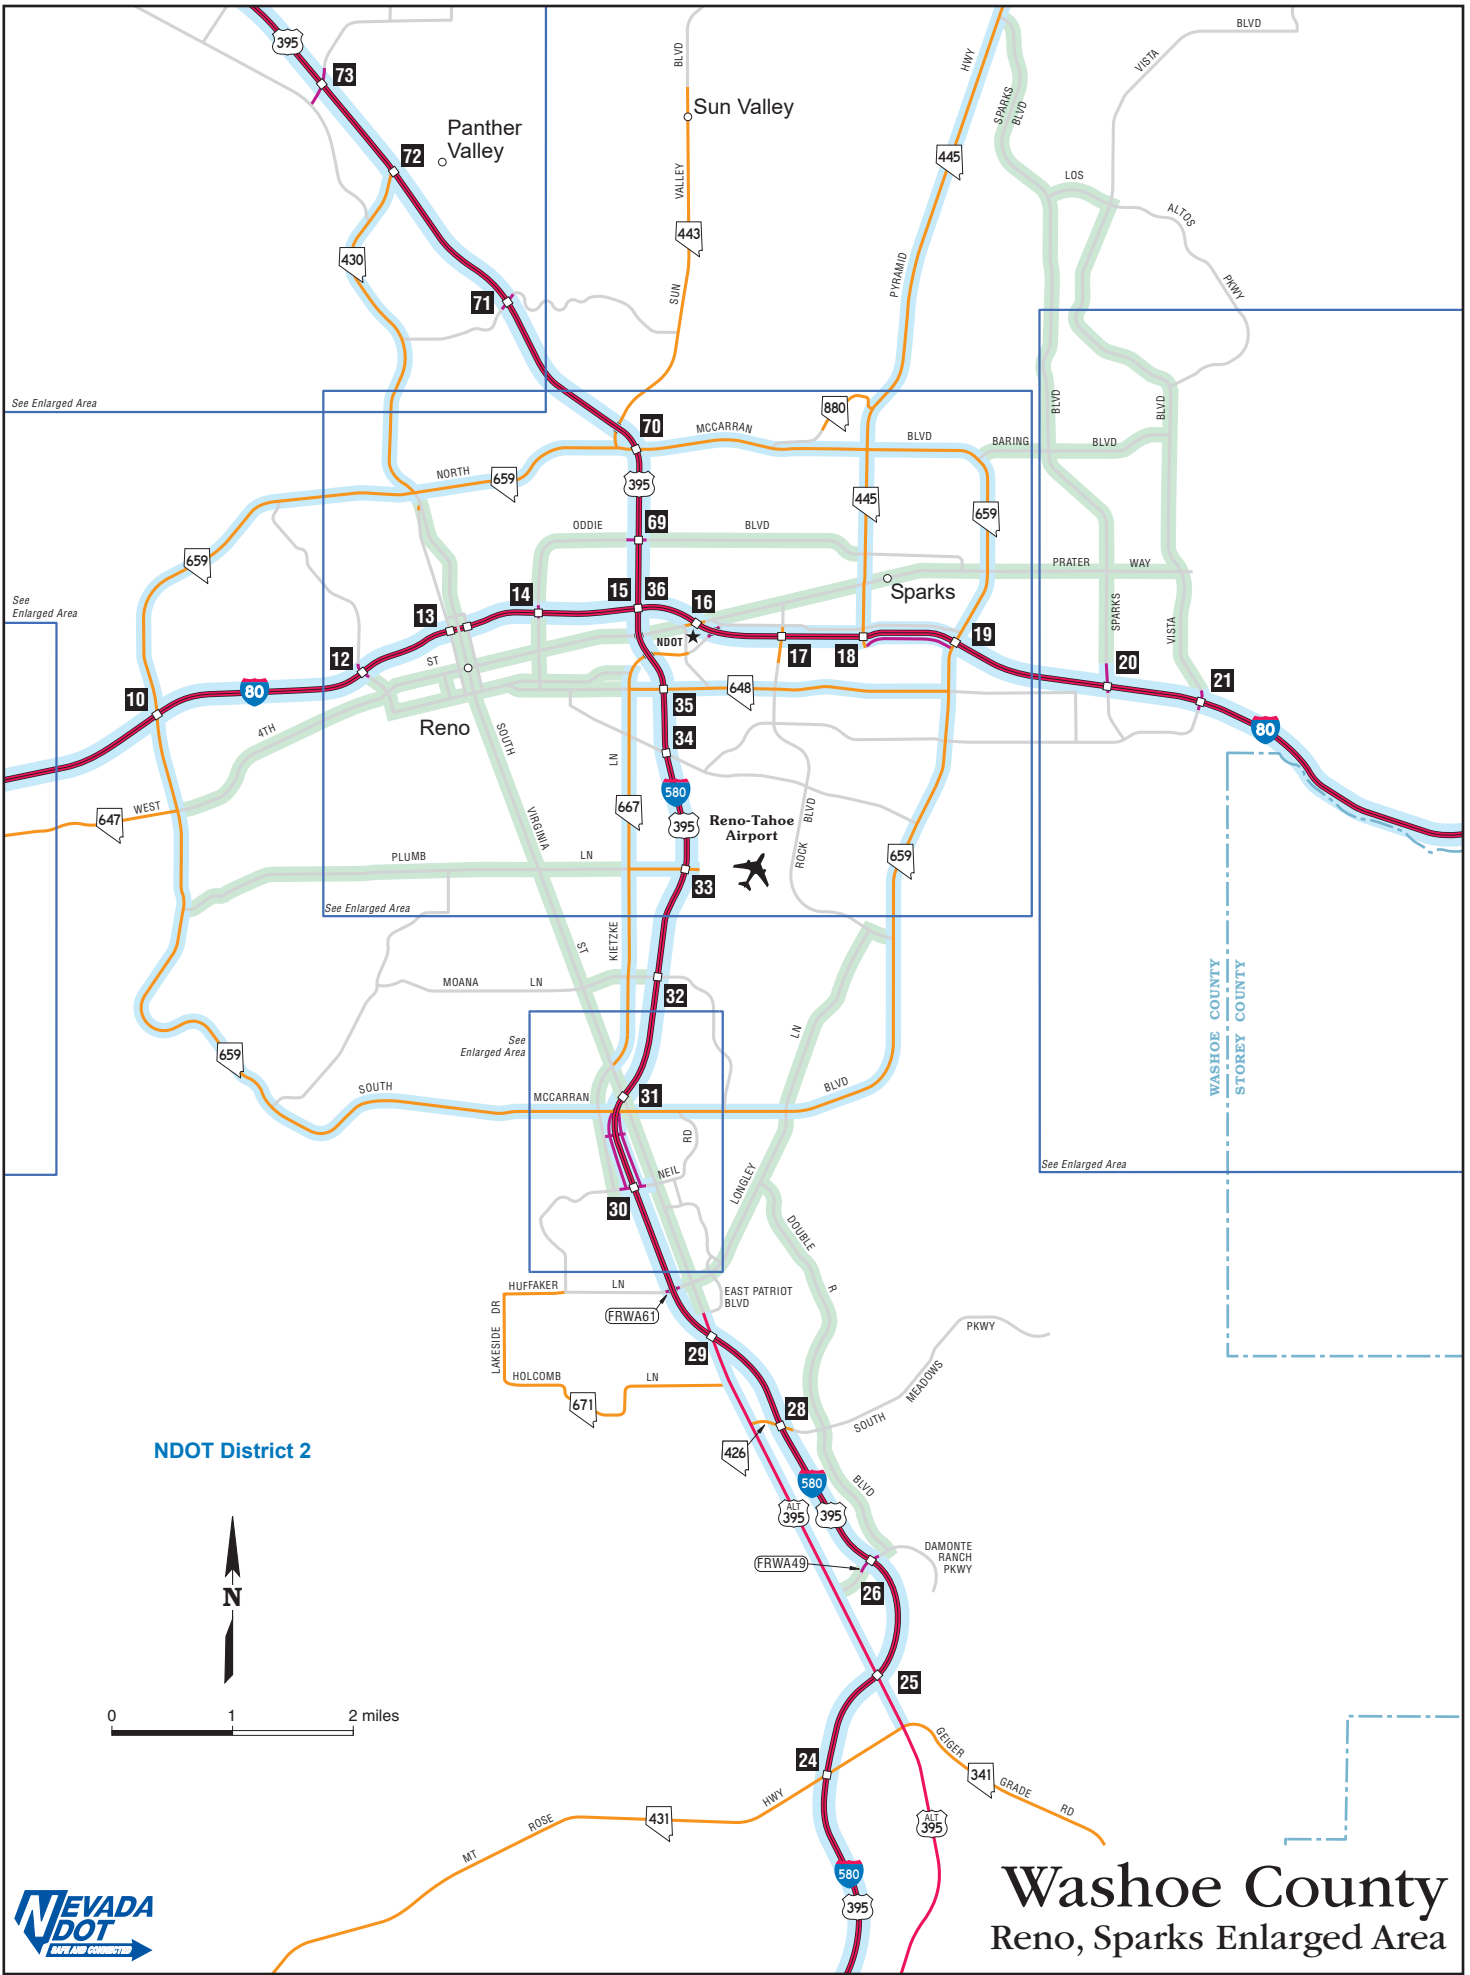 395
73
BLVD
Sun Valley
HWY
SPARKS
BLVD
VISTA
BLVD
Panther
Valley
72
445
VALLEY
LOS
ALTOS
443
430
PYRAMID
PKWY
71
SUN
See Enlarged Area
880
BLVD
BLVD
70
MCCARRAN
BLVD
BARING
BLVD
NORTH
659
395
445
659
ODDIE
69
BLVD
659
PRATER
WAY
Sparks
See
Enlarged Area
14
15
36
16
13
SPARKS
VISTA
NDOT
19
12
ST
17
18
20
21
10
80
648
35
Reno
4TH
SOUTH
34
80
LN
580
WEST
647
VIRGINIA
667
395
Reno-Tahoe
Airport
BLVD
ROCK
659
PLUMB
LN
33
See Enlarged Area
ST
KIETZKE
MOANA
LN
32
WASHOE COUNTY
STOREY COUNTY
LN
See
Enlarged Area
659
SOUTH
MCCARRAN
31
BLVD
RD
NEIL
LONGLEY
See Enlarged Area
30
DOUBLE
R
HUFFAKER
LN
EAST PATRIOT
BLVD
FRWA61
LAKESIDE
DR
29
PKWY
HOLCOMB
LN
MEADOWS
671
28
SOUTH
426
NDOT District 2
580
BLVD
ALT
395
395
FRWA49
DAMONTE
RANCH
PKWY
26
N
25
0
1
2 miles
24
GEIGER
341
GRADE
RD
HWY
431
ROSE
MT
ALT
395
580
395
Washoe County
Reno, Sparks Enlarged Area
NEVADA
DOT
SAFE AND CONNECTED